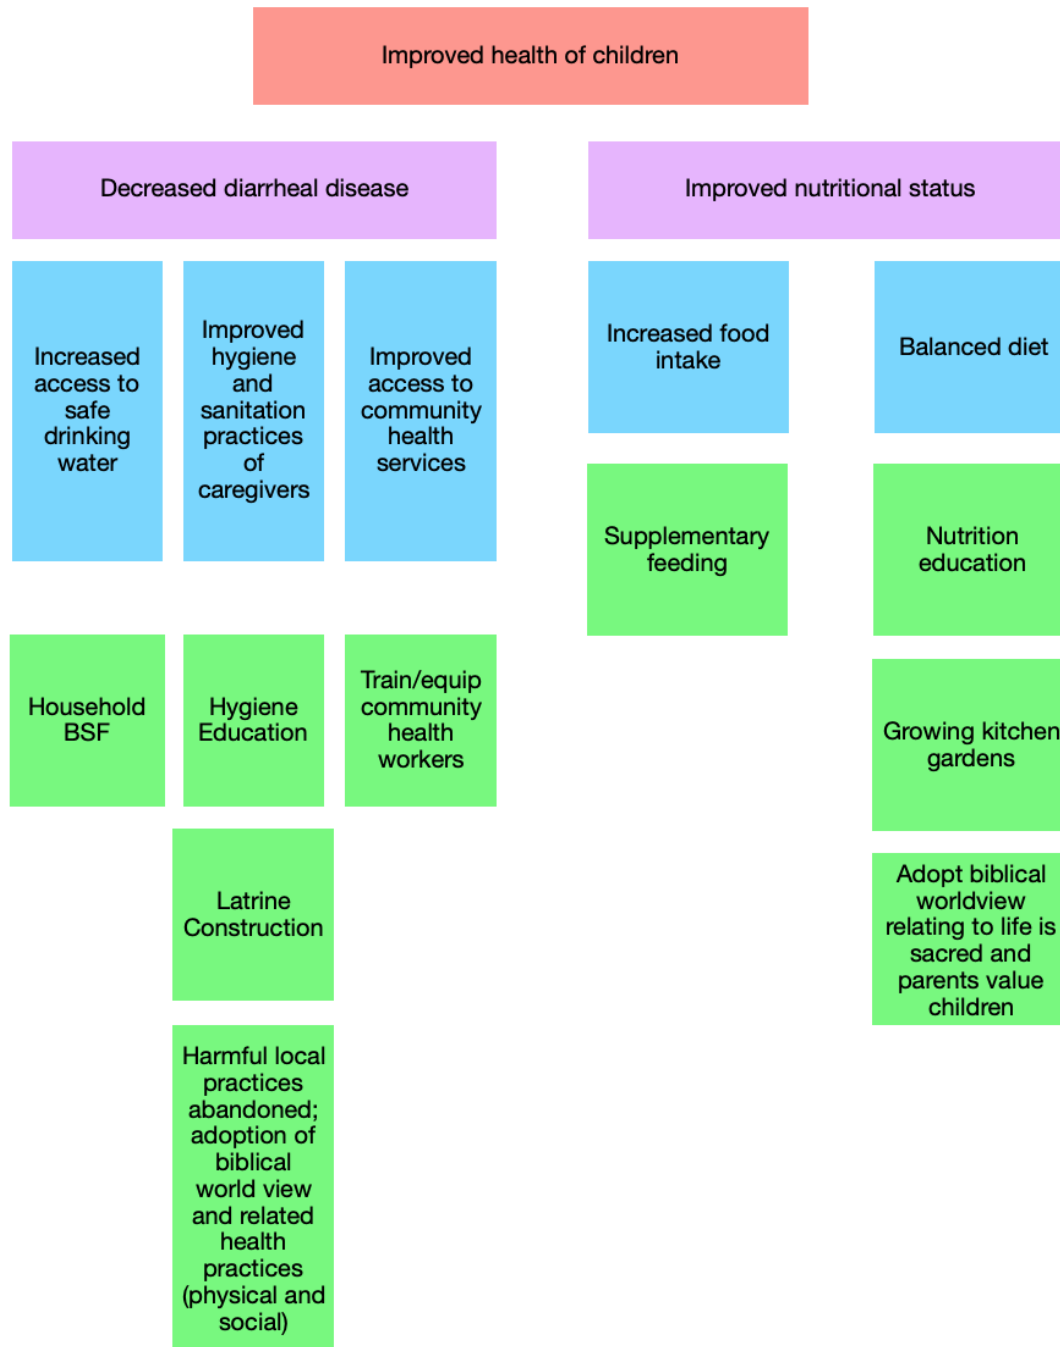 Improved health of children
Decreased diarrheal disease
Improved nutritional status
Increased
access to
safe
drinking
water
Improved
hygiene
and
sanitation
practices
of
caregivers
Improved
access to
community
health
services
Increased food
intake
Balanced diet
Supplementary
feeding
Nutrition
education
Household
BSF
Hygiene
Education
Train/equip
community
health
workers
Growing kitchen
gardens
Latrine
Construction
Adopt biblical
worldview
relating to life is
sacred and
parents value
children
Harmful local
practices
abandoned;
adoption of
biblical
world view
and related
health
practices
(physical and
social)